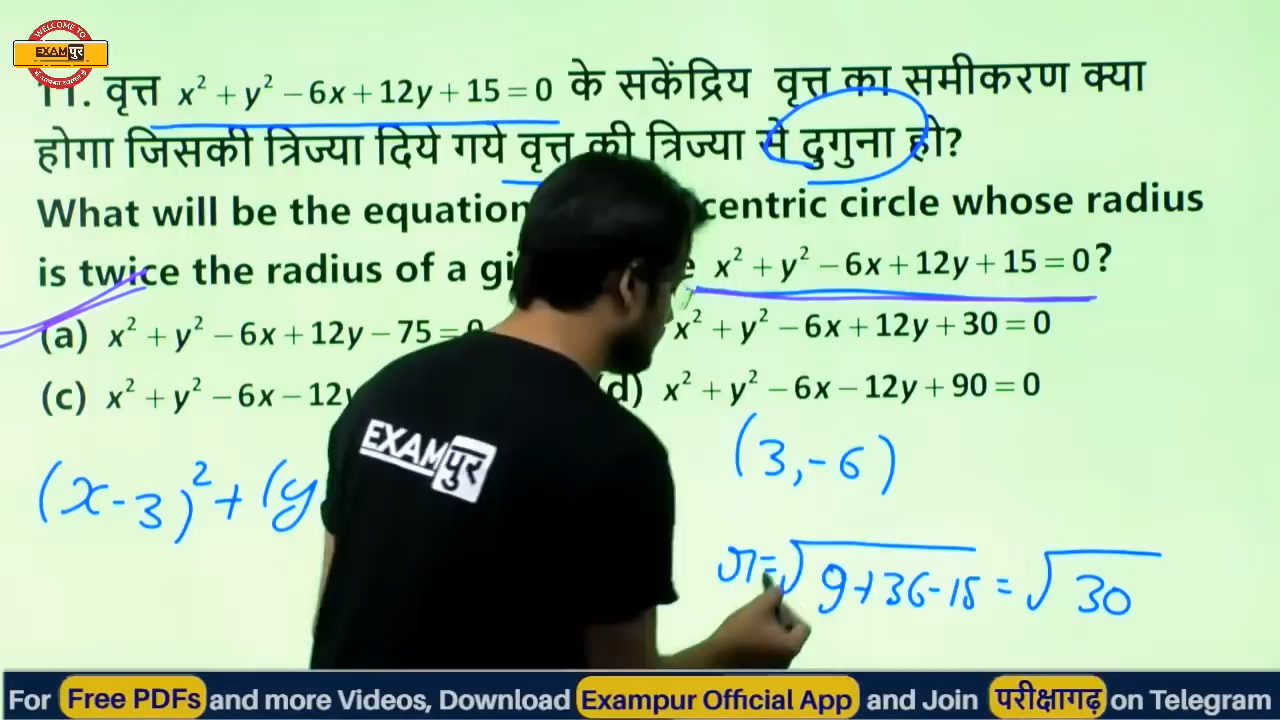 WELCOME TO
EXAMपुर
11. वृत्त x² + y² − 6x + 12y + 15 = 0 के सकेंद्रिय वृत्त का समीकरण क्या
होगा जिसकी त्रिज्या दिये गये वृत्त की त्रिज्या से दुगुना हो?
What will be the equation centric circle whose radius
is twice the radius of a gi e x² + y² − 6x + 12y + 15 = 0?
(a) x² + y² − 6x + 12y − 75 = 0 x² + y² − 6x + 12y + 30 = 0
(c) x² + y² − 6x − 12y (d) x² + y² − 6x − 12y + 90 = 0
(3,-6)
(x-3)² + (y
EXAMपुर
r=√9+36-15 = √30
For Free PDFs and more Videos, Download Exampur Official App and Join परीक्षागढ़ on Telegram